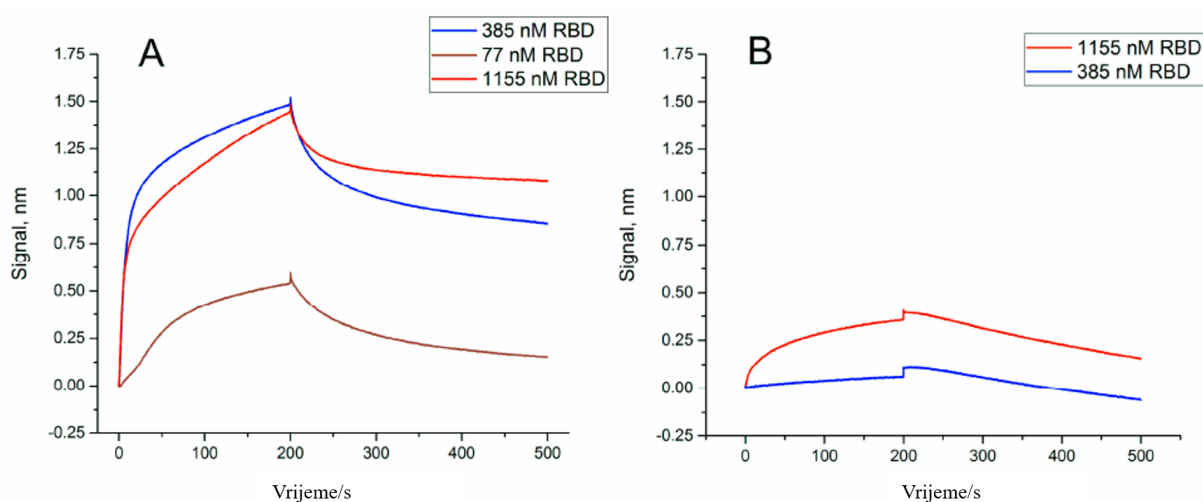 A
385 nM RBD
77 nM RBD
1155 nM RBD
1.75
1.50
1.25
1.00
0.75
0.50
0.25
0.00
-0.25
Signal, nm
0 100 200 300 400 500
Vrijeme/s
B
1155 nM RBD
385 nM RBD
1.75
1.50
1.25
1.00
0.75
0.50
0.25
0.00
-0.25
Signal, nm
0 100 200 300 400 500
Vrijeme/s